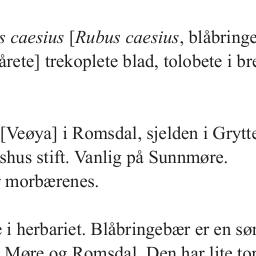 caesius [Rubus caesius, blåbringe
årete] trekoplete blad, tolobete i bre
[Veøya] i Romsdal, sjelden i Grytte
shus stift. Vanlig på Sunnmøre.
morbærenes.
i herbariet. Blåbringebær er en sør
Møre og Romsdal. Den har lite tor